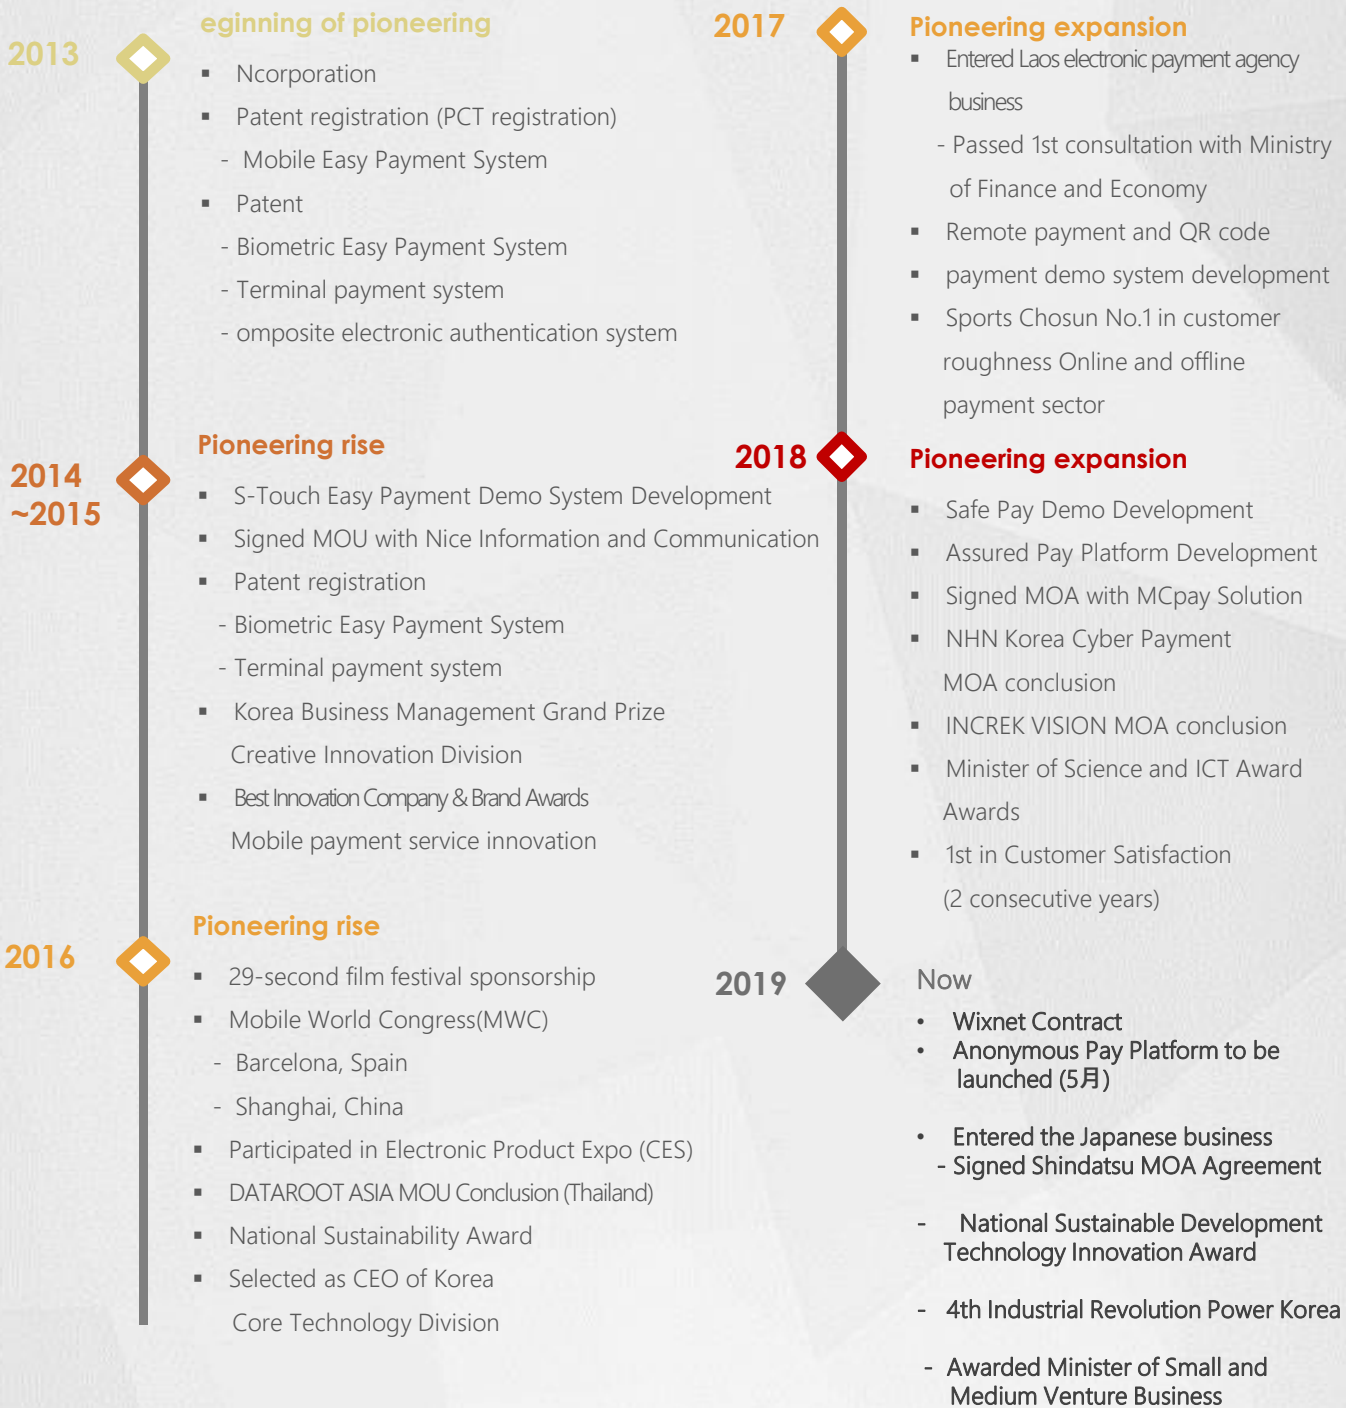 2013
eginning of pioneering
▪ Ncorporation
▪ Patent registration (PCT registration)
- Mobile Easy Payment System
▪ Patent
- Biometric Easy Payment System
- Terminal payment system
- omposite electronic authentication system
2014
~2015
Pioneering rise
▪ S-Touch Easy Payment Demo System Development
▪ Signed MOU with Nice Information and Communication
▪ Patent registration
- Biometric Easy Payment System
- Terminal payment system
▪ Korea Business Management Grand Prize
Creative Innovation Division
▪ Best Innovation Company & Brand Awards
Mobile payment service innovation
2016
Pioneering rise
▪ 29-second film festival sponsorship
▪ Mobile World Congress(MWC)
- Barcelona, Spain
- Shanghai, China
▪ Participated in Electronic Product Expo (CES)
▪ DATAROOT ASIA MOU Conclusion (Thailand)
▪ National Sustainability Award
▪ Selected as CEO of Korea
Core Technology Division
2017
Pioneering expansion
▪ Entered Laos electronic payment agency
business
- Passed 1st consultation with Ministry
of Finance and Economy
▪ Remote payment and QR code
▪ payment demo system development
▪ Sports Chosun No.1 in customer
roughness Online and offline
payment sector
2018
Pioneering expansion
▪ Safe Pay Demo Development
▪ Assured Pay Platform Development
▪ Signed MOA with MCpay Solution
▪ NHN Korea Cyber Payment
MOA conclusion
▪ INCREK VISION MOA conclusion
▪ Minister of Science and ICT Award
Awards
▪ 1st in Customer Satisfaction
(2 consecutive years)
2019
Now
• Wixnet Contract
• Anonymous Pay Platform to be
launched (5月)
• Entered the Japanese business
- Signed Shindatsu MOA Agreement
- National Sustainable Development
Technology Innovation Award
- 4th Industrial Revolution Power Korea
- Awarded Minister of Small and
Medium Venture Business